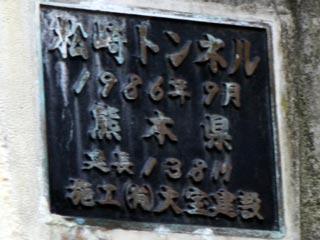 松崎トンネル
1986年9月
熊本県
延長138m
施工(有)大宝建設